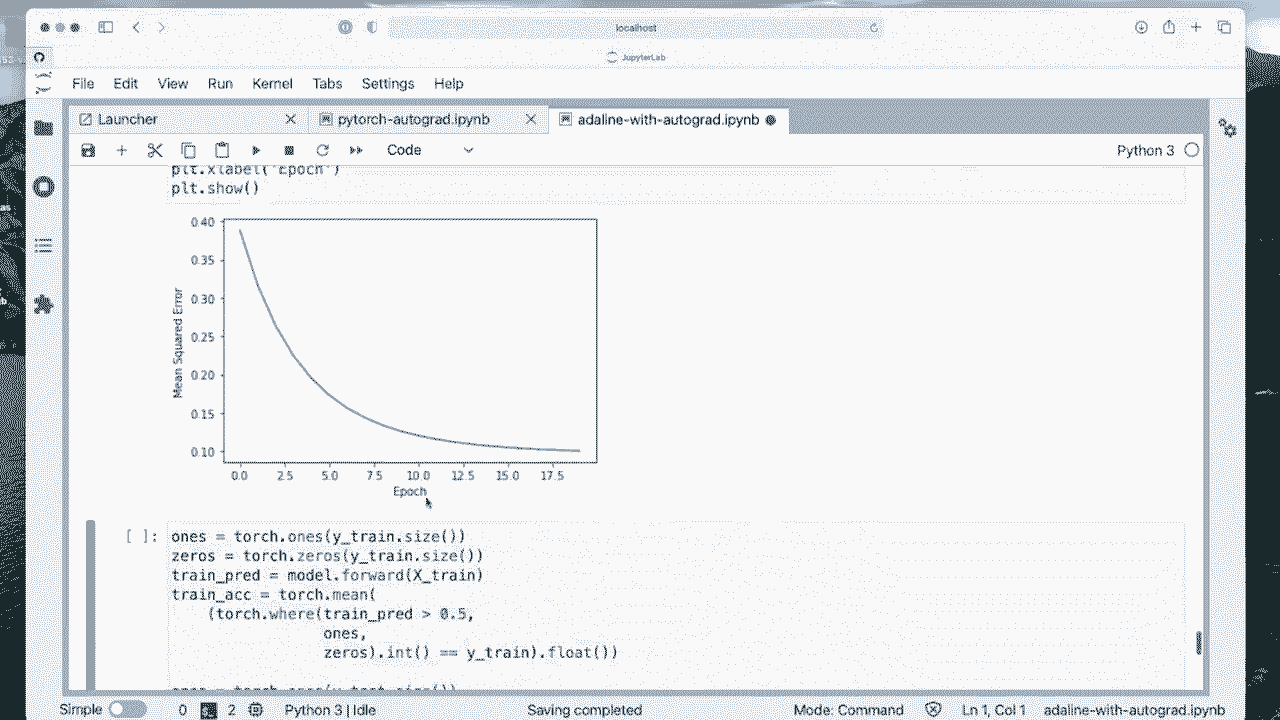 localhost
JupyterLab
File Edit View Run Kernel Tabs Settings Help
Launcher pytorch-autograd.ipynb adaline-with-autograd.ipynb
Code Python 3
plt.xlabel('Epoch')
plt.show()
0.40
0.35
0.30
0.25
0.20
0.15
0.10
Mean Squared Error
0.0 2.5 5.0 7.5 10.0 12.5 15.0 17.5
Epoch
[ ]: ones = torch.ones(y_train.size())
zeros = torch.zeros(y_train.size())
train_pred = model.forward(X_train)
train_acc = torch.mean(
(torch.where(train_pred > 0.5,
ones,
zeros).int() == y_train).float())
ones = torch.ones(y_test.size())
Simple 0 2 Python 3 | Idle Saving completed Mode: Command Ln 1, Col 1 adaline-with-autograd.ipynb